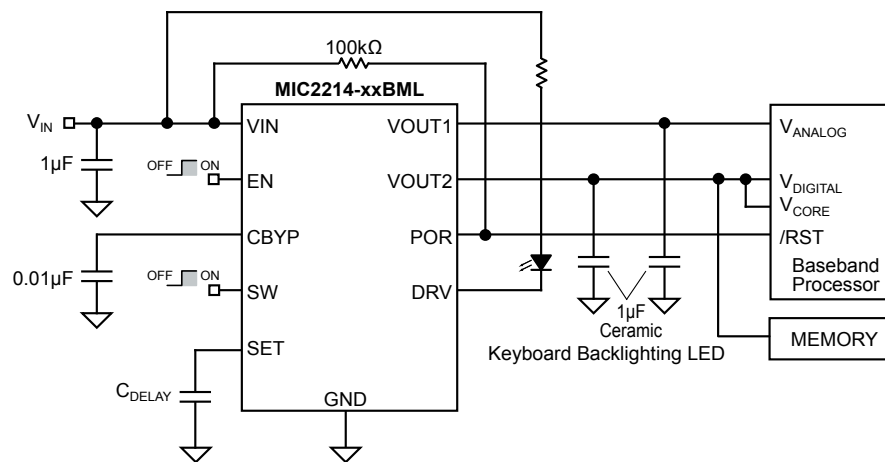 100kΩ
MIC2214-xxBML
VIN
VIN
VOUT1
VANALOG
1µF
OFF ON
EN
VOUT2
VDIGITAL
VCORE
CBYP
POR
/RST
0.01µF
OFF ON
SW
DRV
Baseband
Processor
1µF
Ceramic
SET
Keyboard Backlighting LED
MEMORY
CDELAY
GND